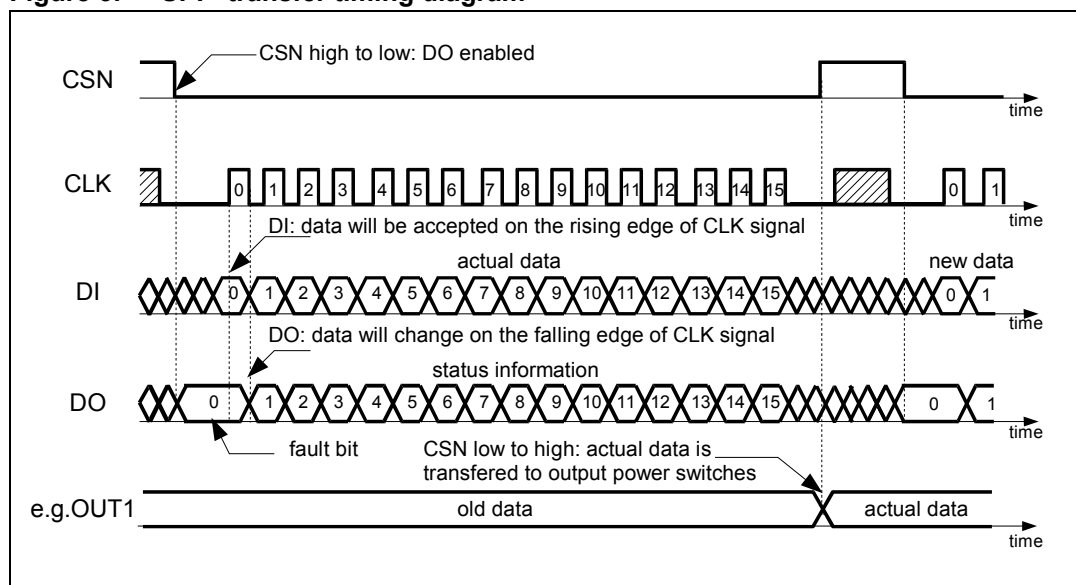 CSN high to low: DO enabled
CSN
time
CLK
0 1 2 3 4 5 6 7 8 9 10 11 12 13 14 15 0 1
time
DI: data will be accepted on the rising edge of CLK signal
actual data
new data
DI
0 1 2 3 4 5 6 7 8 9 10 11 12 13 14 15 0 1
time
DO: data will change on the falling edge of CLK signal
status information
DO
0 1 2 3 4 5 6 7 8 9 10 11 12 13 14 15 0 1
time
fault bit
CSN low to high: actual data is
transfered to output power switches
e.g.OUT1
old data
actual data
time